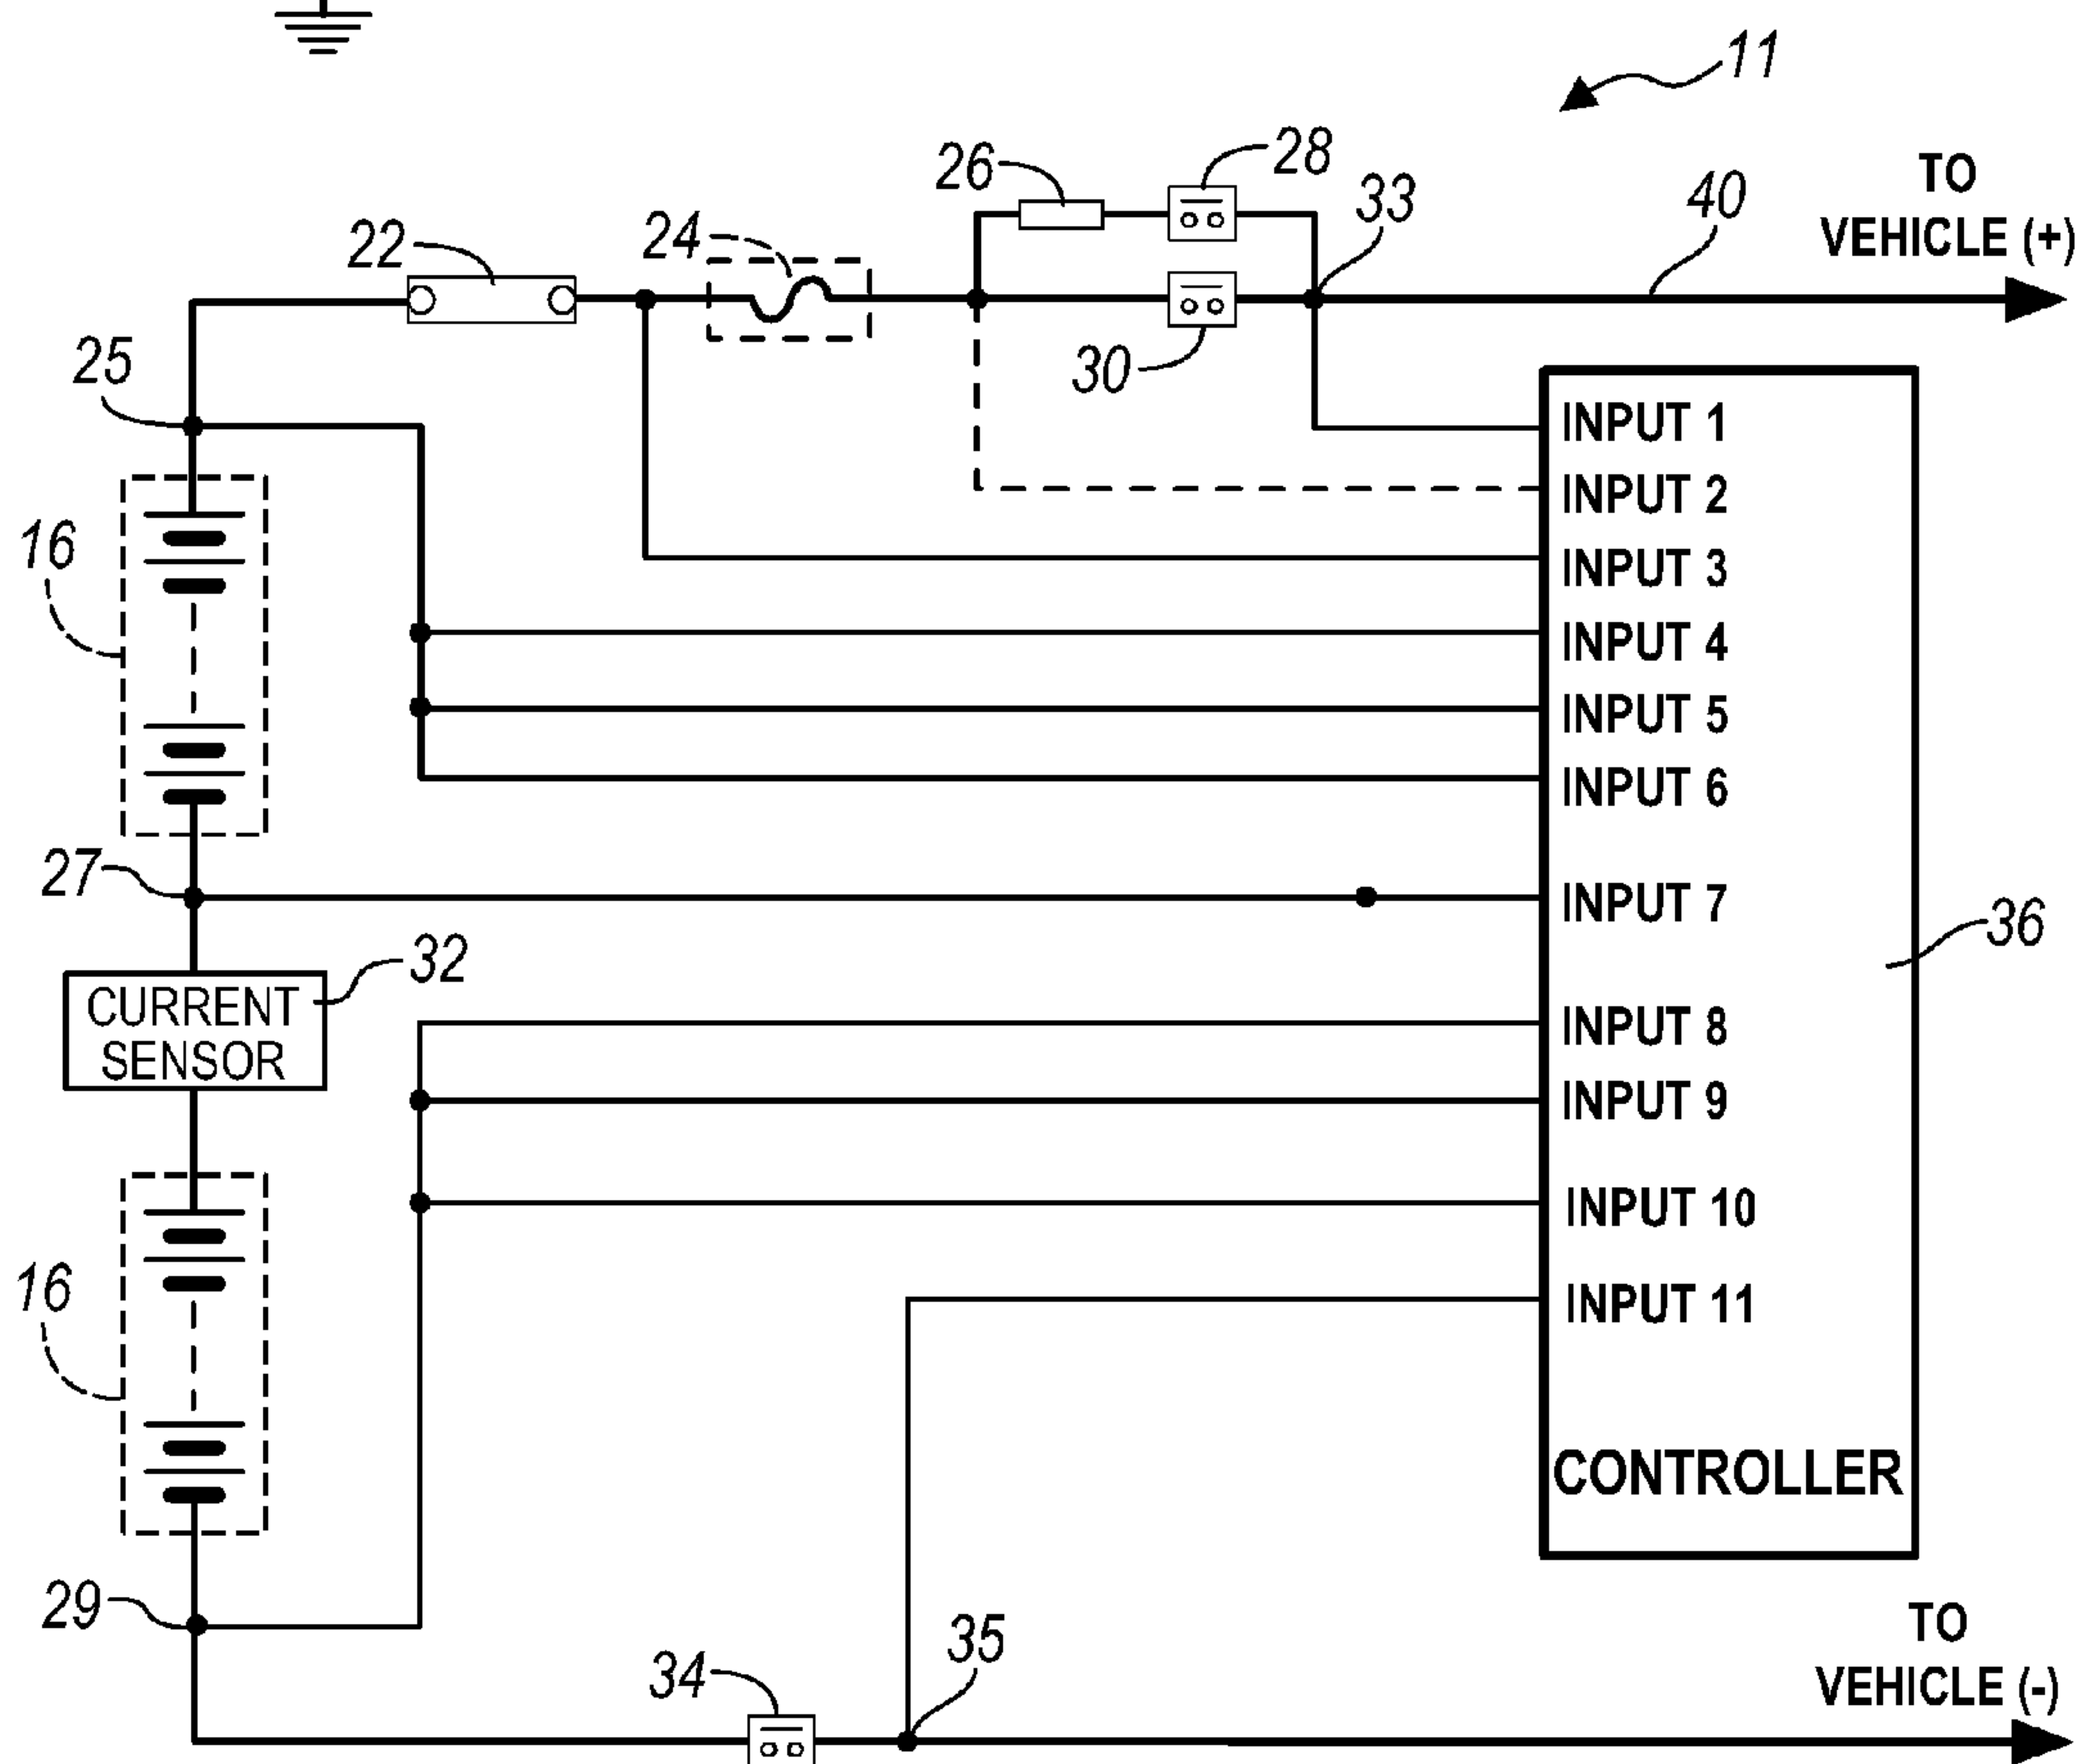 11
28
26
33
40
TO
VEHICLE (+)
24
22
30
25
INPUT 1
INPUT 2
16
INPUT 3
INPUT 4
INPUT 5
INPUT 6
27
INPUT 7
36
32
CURRENT
SENSOR
INPUT 8
INPUT 9
INPUT 10
16
INPUT 11
CONTROLLER
29
35
TO
34
VEHICLE (-)